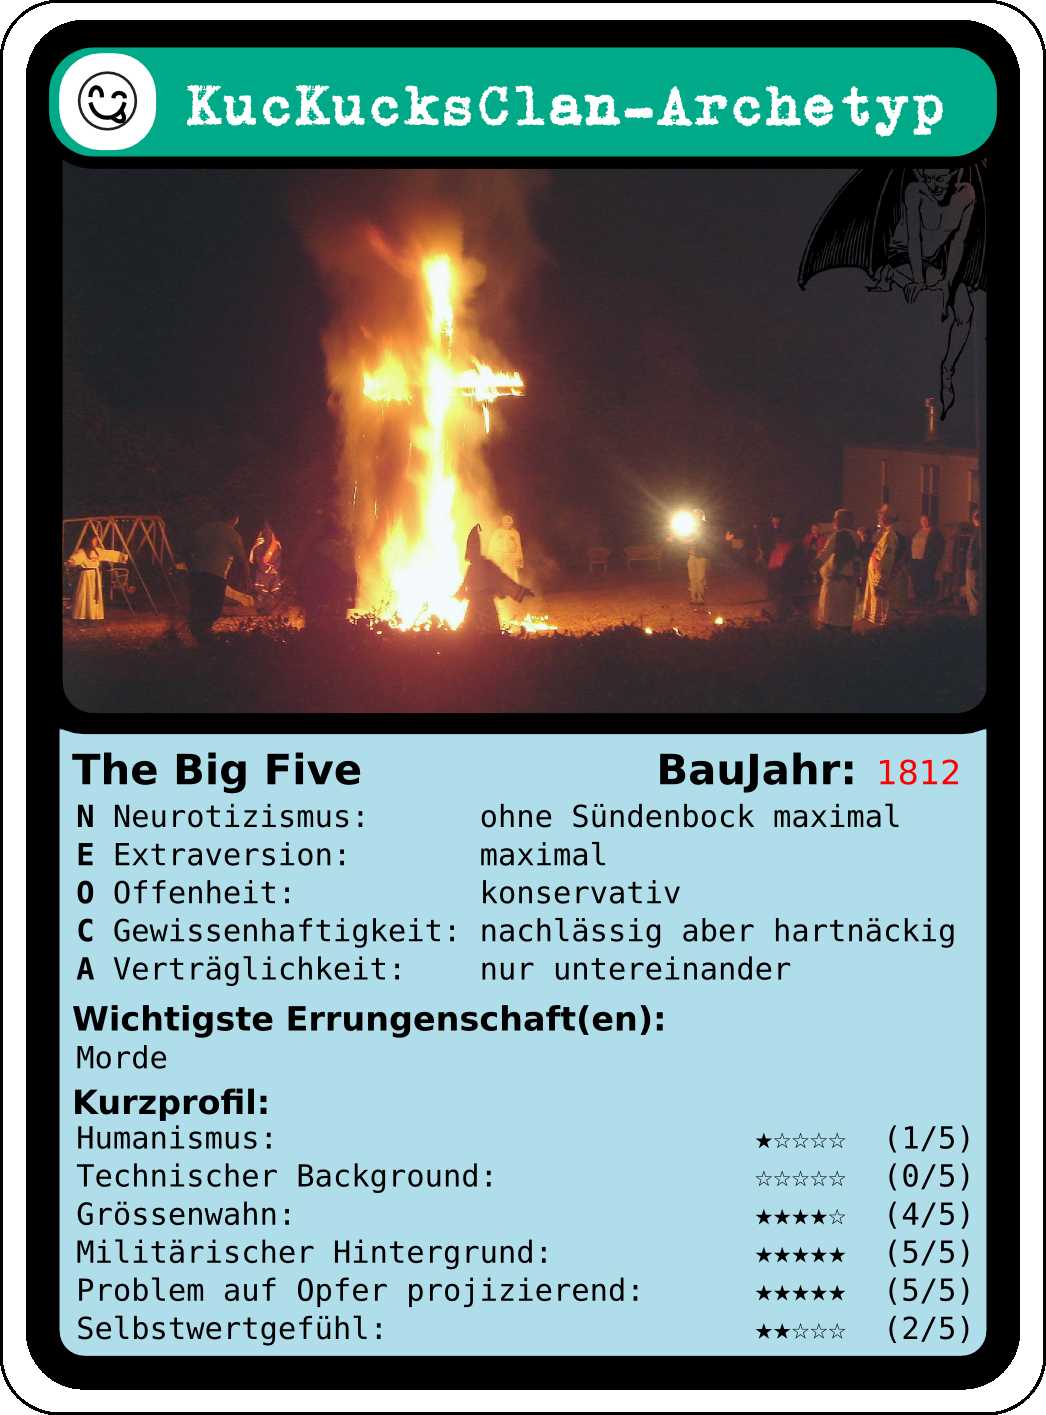 KucKucksClan-Archetyp
The Big Five BauJahr: 1812
N Neurotizismus: ohne Sündenbock maximal
E Extraversion: maximal
O Offenheit: konservativ
C Gewissenhaftigkeit: nachlässig aber hartnäckig
A Verträglichkeit: nur untereinander
Wichtigste Errungenschaft(en):
Morde
Kurzprofil:
Humanismus: ★☆☆☆☆ (1/5)
Technischer Background: ☆☆☆☆☆ (0/5)
Grössenwahn: ★★★★☆ (4/5)
Militärischer Hintergrund: ★★★★★ (5/5)
Problem auf Opfer projizierend: ★★★★★ (5/5)
Selbstwertgefühl: ★★☆☆☆ (2/5)